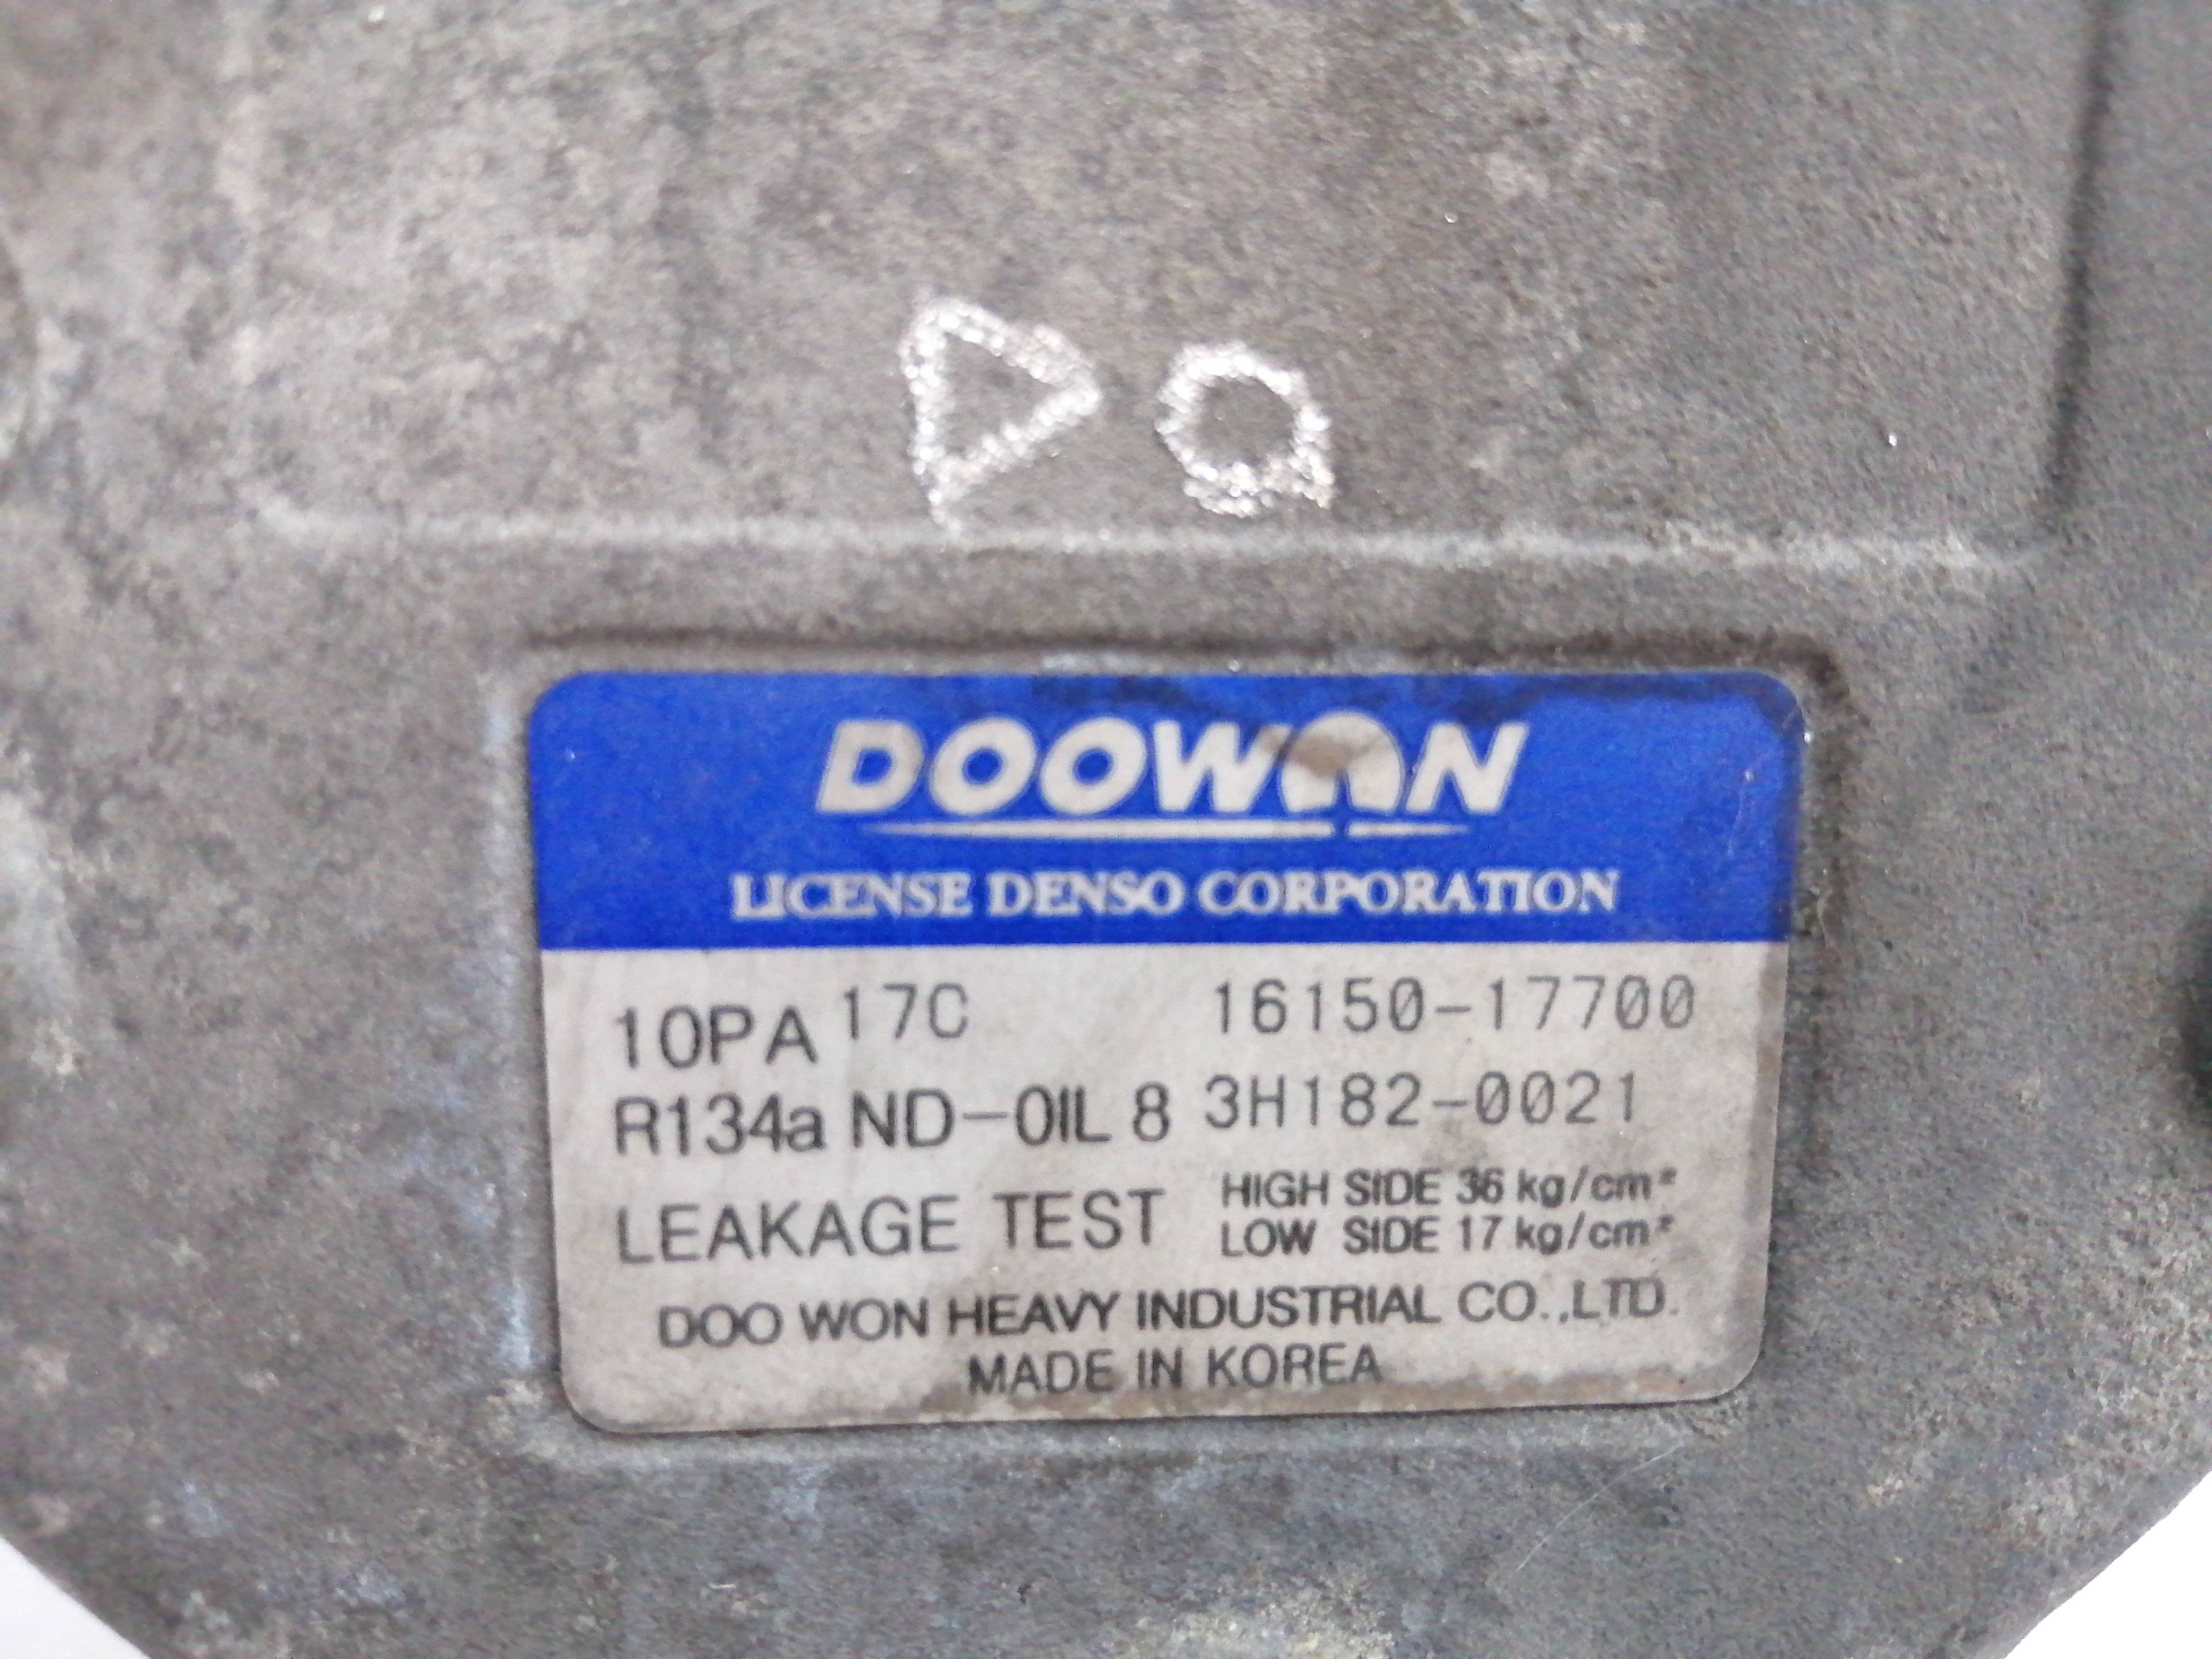 Da
DOOWON
LICENSE DENSO CORPORATION
10PA 17C 16150-17700
R134a ND-OIL 8 3H182-0021
LEAKAGE TEST HIGH SIDE 36 kg/cm²
LOW SIDE 17 kg/cm²
DOO WON HEAVY INDUSTRIAL CO.,LTD.
MADE IN KOREA